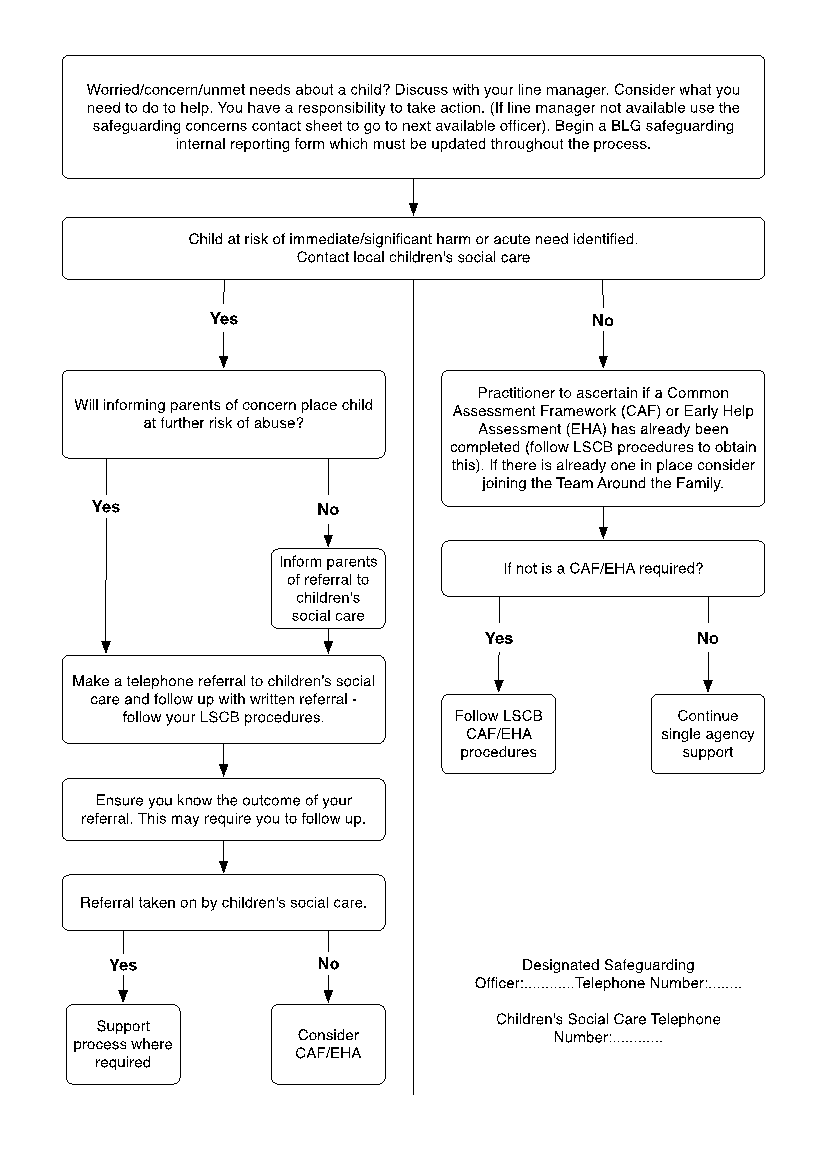 Worried/concern/unmet needs about a child? Discuss with your line manager. Consider what you
need to do to help. You have a responsibility to take action. (If line manager not available use the
safeguarding concerns contact sheet to go to next available officer). Begin a BLG safeguarding
internal reporting form which must be updated throughout the process.
Child at risk of immediate/significant harm or acute need identified.
Contact local children's social care
Yes
Will informing parents of concern place child
at further risk of abuse?
Yes
No
Inform parents
of referral to
children's
social care
Make a telephone referral to children's social
care and follow up with written referral -
follow your LSCB procedures.
Ensure you know the outcome of your
referral. This may require you to follow up.
Referral taken on by children's social care.
Yes
No
Support
process where
required
Consider
CAF/EHA
No
Practitioner to ascertain if a Common
Assessment Framework (CAF) or Early Help
Assessment (EHA) has already been
completed (follow LSCB procedures to obtain
this). If there is already one in place consider
joining the Team Around the Family.
If not is a CAF/EHA required?
Yes
No
Follow LSCB
CAF/EHA
procedures
Continue
single agency
support
Designated Safeguarding
Officer:............Telephone Number:........
Children's Social Care Telephone
Number:............